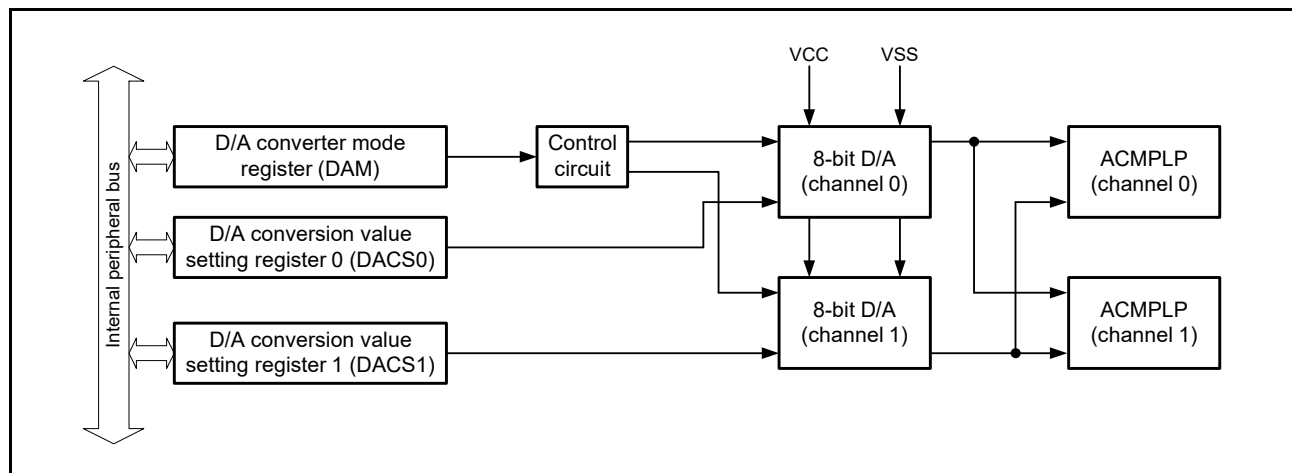 VCC
VSS
Internal peripheral bus
D/A converter mode
register (DAM)
Control
circuit
8-bit D/A
(channel 0)
ACMPLP
(channel 0)
D/A conversion value
setting register 0 (DACS0)
8-bit D/A
(channel 1)
ACMPLP
(channel 1)
D/A conversion value
setting register 1 (DACS1)